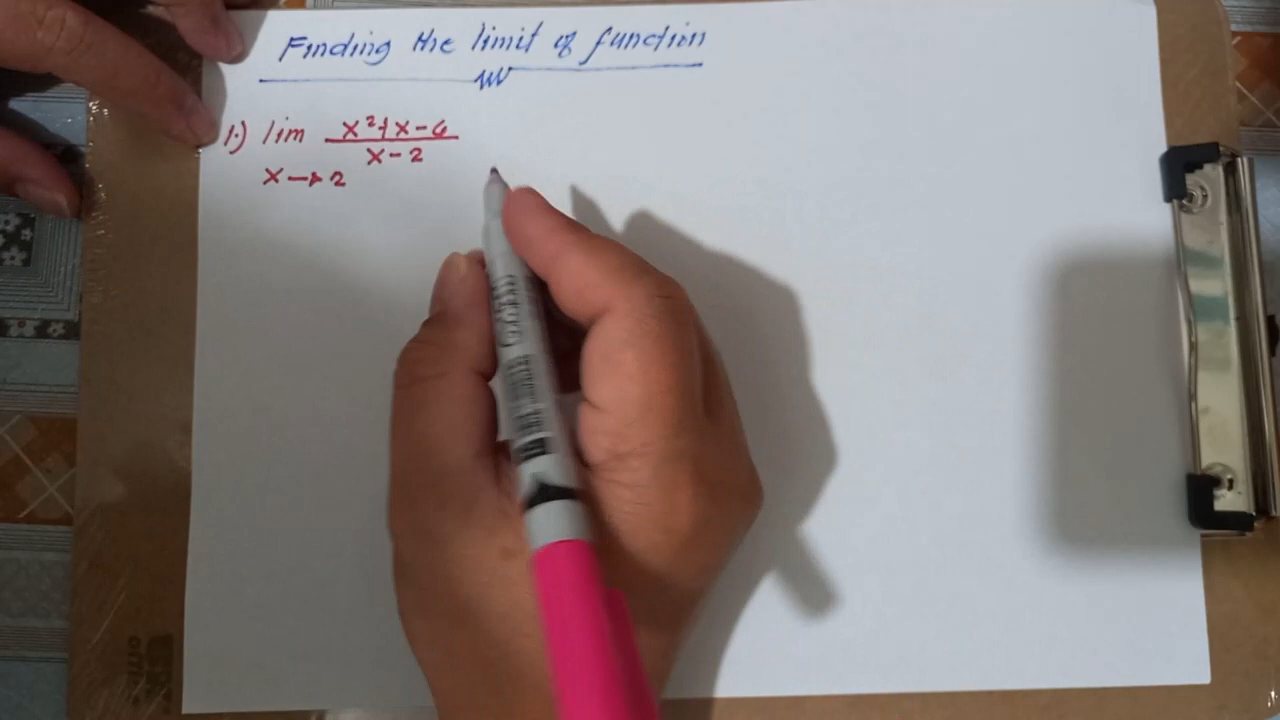 Finding the limit of function
1.) lim x²+x-6
x-2
x→2